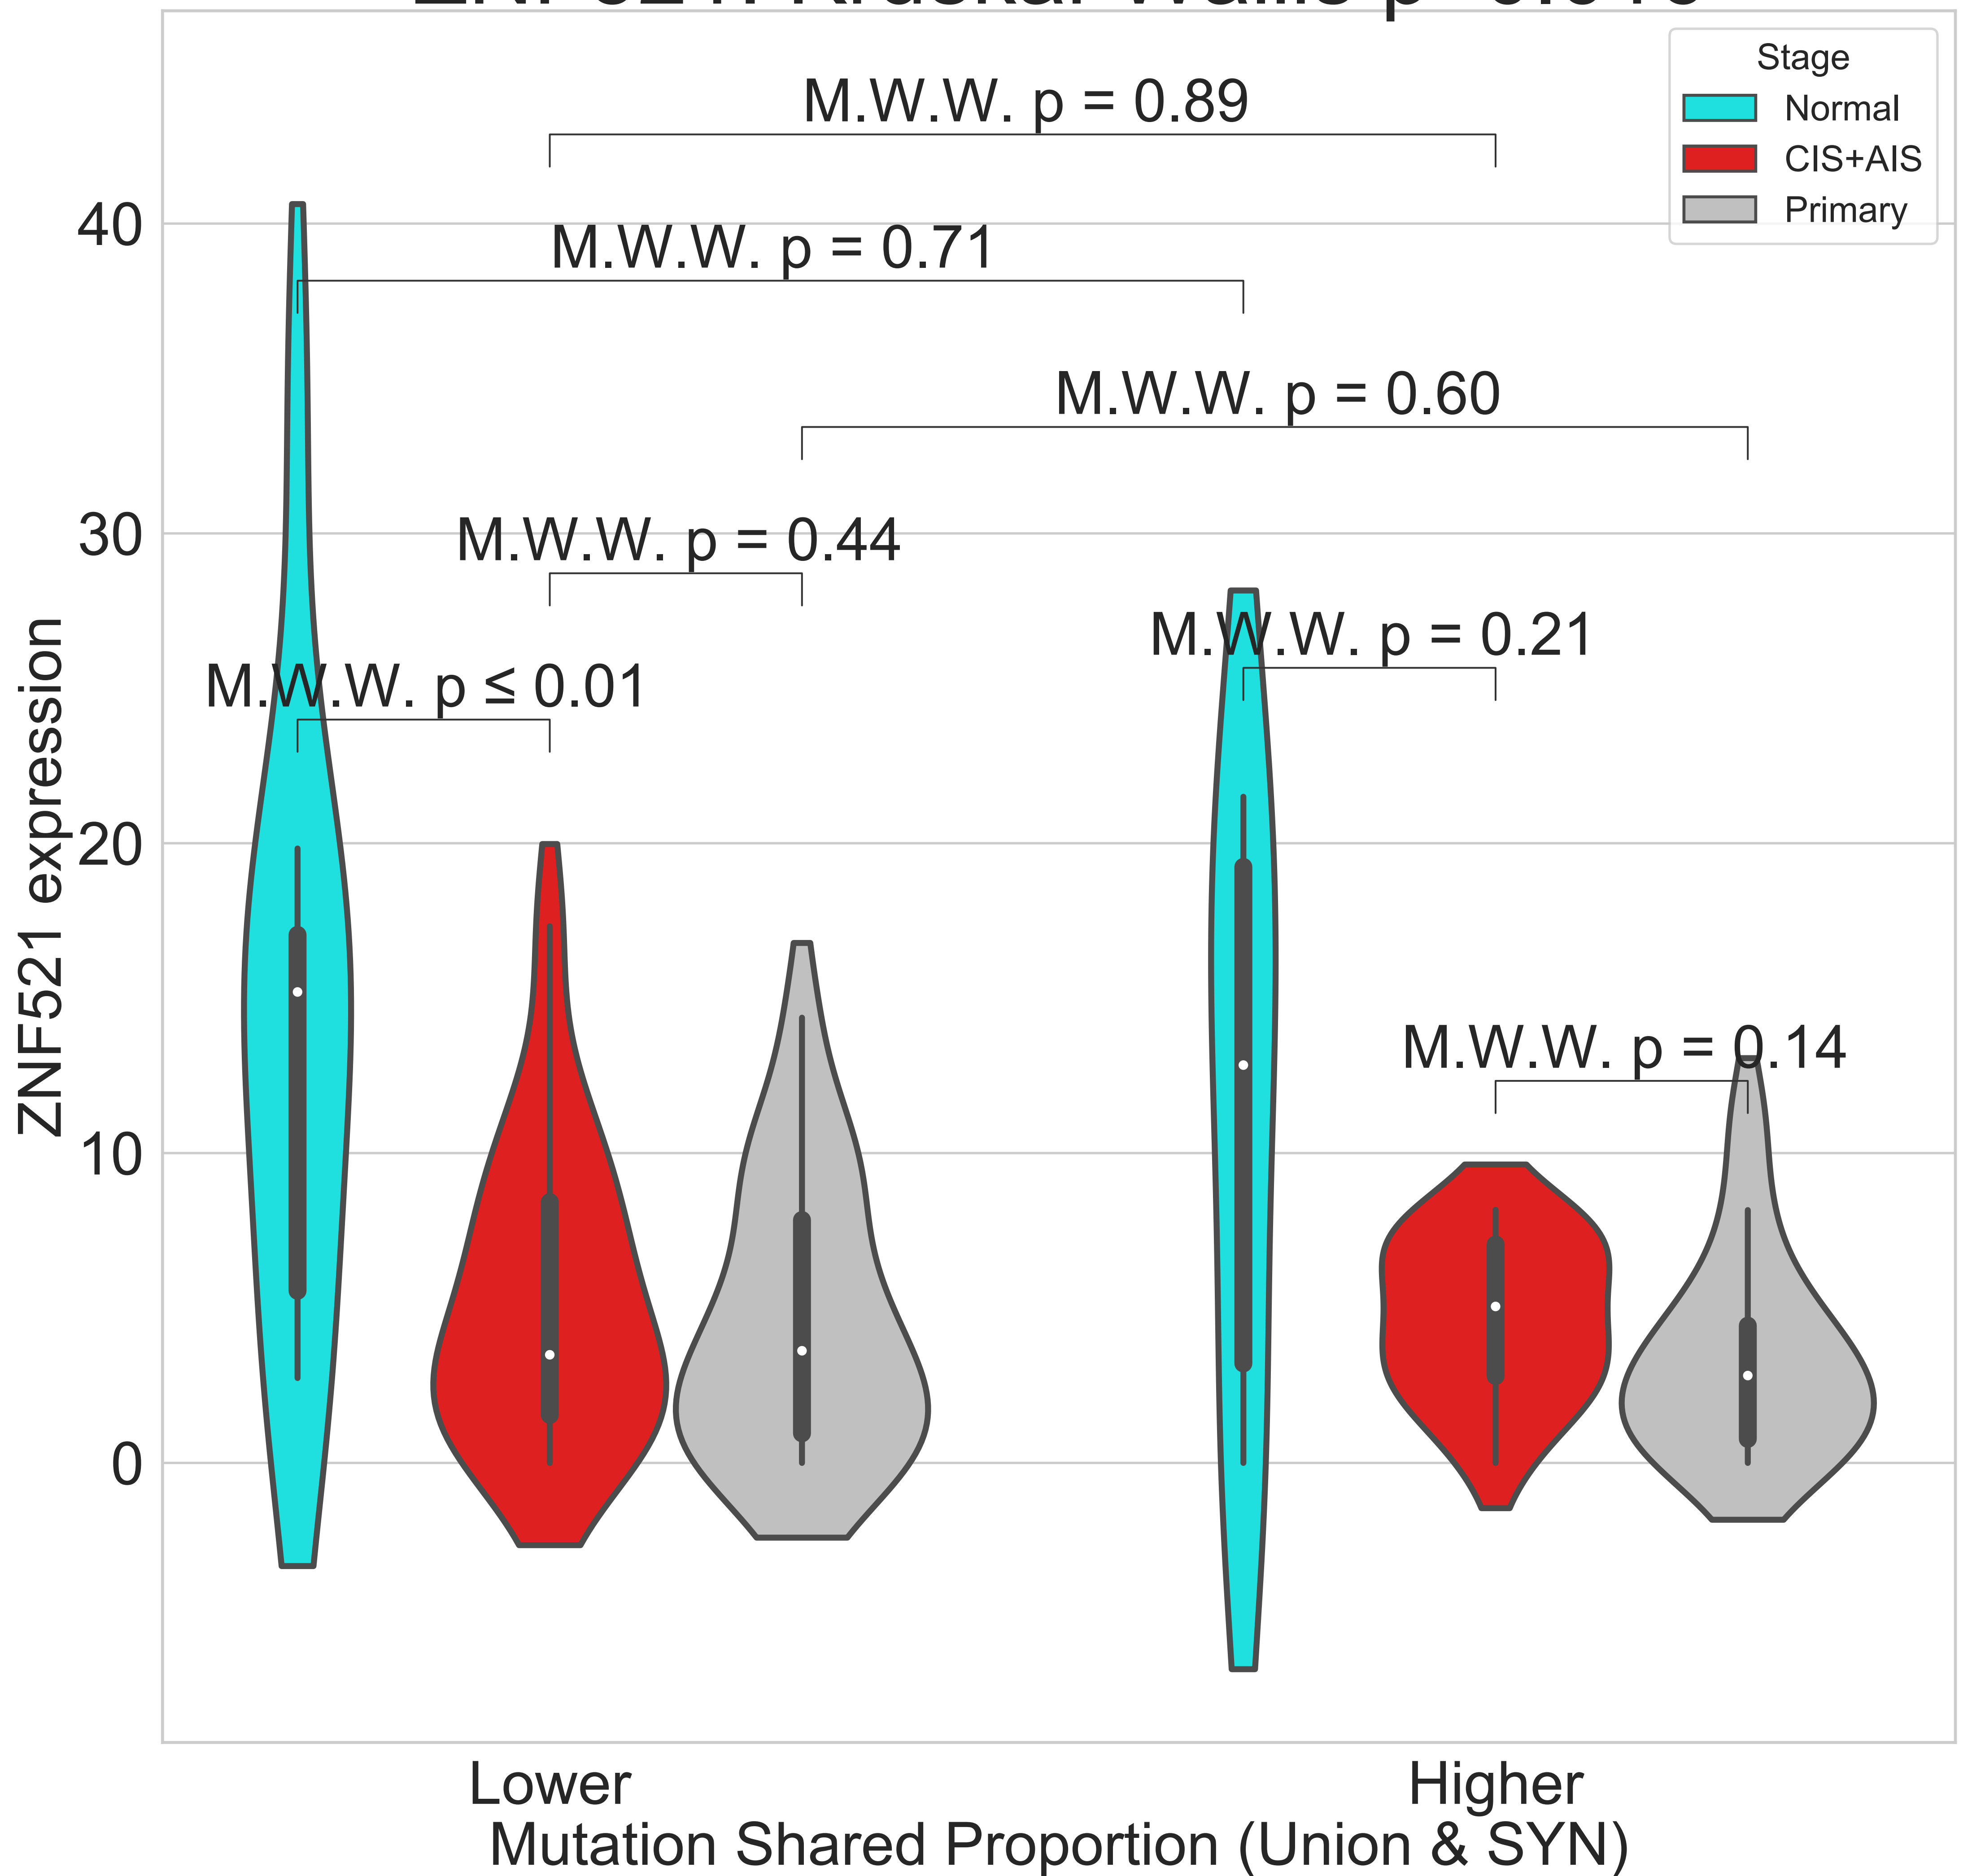 Stage
Normal
CIS+AIS
Primary
M.W.W. p = 0.89
M.W.W. p = 0.71
M.W.W. p = 0.60
M.W.W. p = 0.44
M.W.W. p = 0.21
M.W.W. p ≤ 0.01
M.W.W. p = 0.14
40
30
20
10
0
ZNF521 expression
Lower
Higher
Mutation Shared Proportion (Union & SYN)